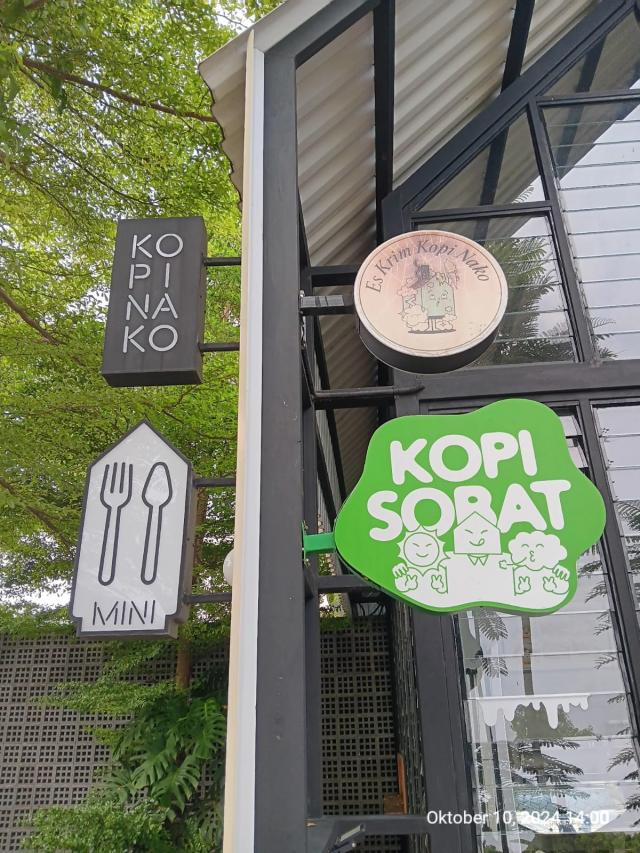 KO
PI
NA
KO
Es Krim Kopi Nako
KOPI
SOBAT
MINI
Oktober 10, 2024 14:00